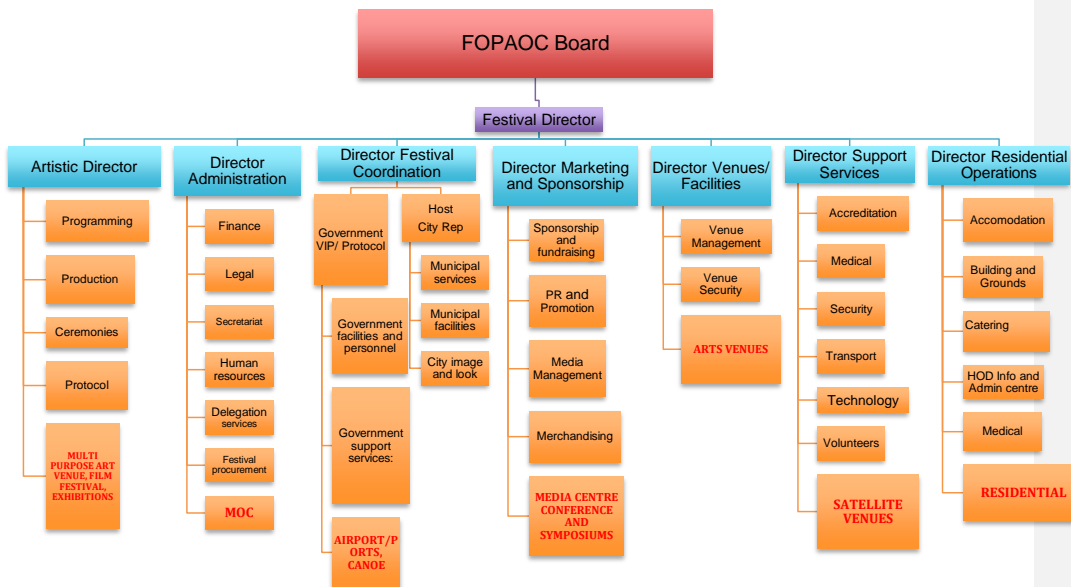 FOPAOC Board
Festival Director
Artistic Director
Programming
Production
Ceremonies
Protocol
MULTI
PURPOSE ART
VENUE, FILM
FESTIVAL,
EXHIBITIONS
Director
Administration
Finance
Legal
Secretariat
Human
resources
Delegation
services
Festival
procurement
MOC
Director Festival
Coordination
Government
VIP/ Protocol
Government
facilities and
personnel
Government
support
services:
AIRPORT/P
ORTS,
CANOE
Host
City Rep
Municipal
services
Municipal
facilities
City image
and look
Director Marketing
and Sponsorship
Sponsorship
and
fundraising
PR and
Promotion
Media
Management
Merchandising
MEDIA CENTRE
CONFERENCE
AND
SYMPOSIUMS
Director Venues/
Facilities
Venue
Management
Venue
Security
ARTS VENUES
Director Support
Services
Accreditation
Medical
Security
Transport
Technology
Volunteers
SATELLITE
VENUES
Director Residential
Operations
Accomodation
Building and
Grounds
Catering
HOD Info and
Admin centre
Medical
RESIDENTIAL